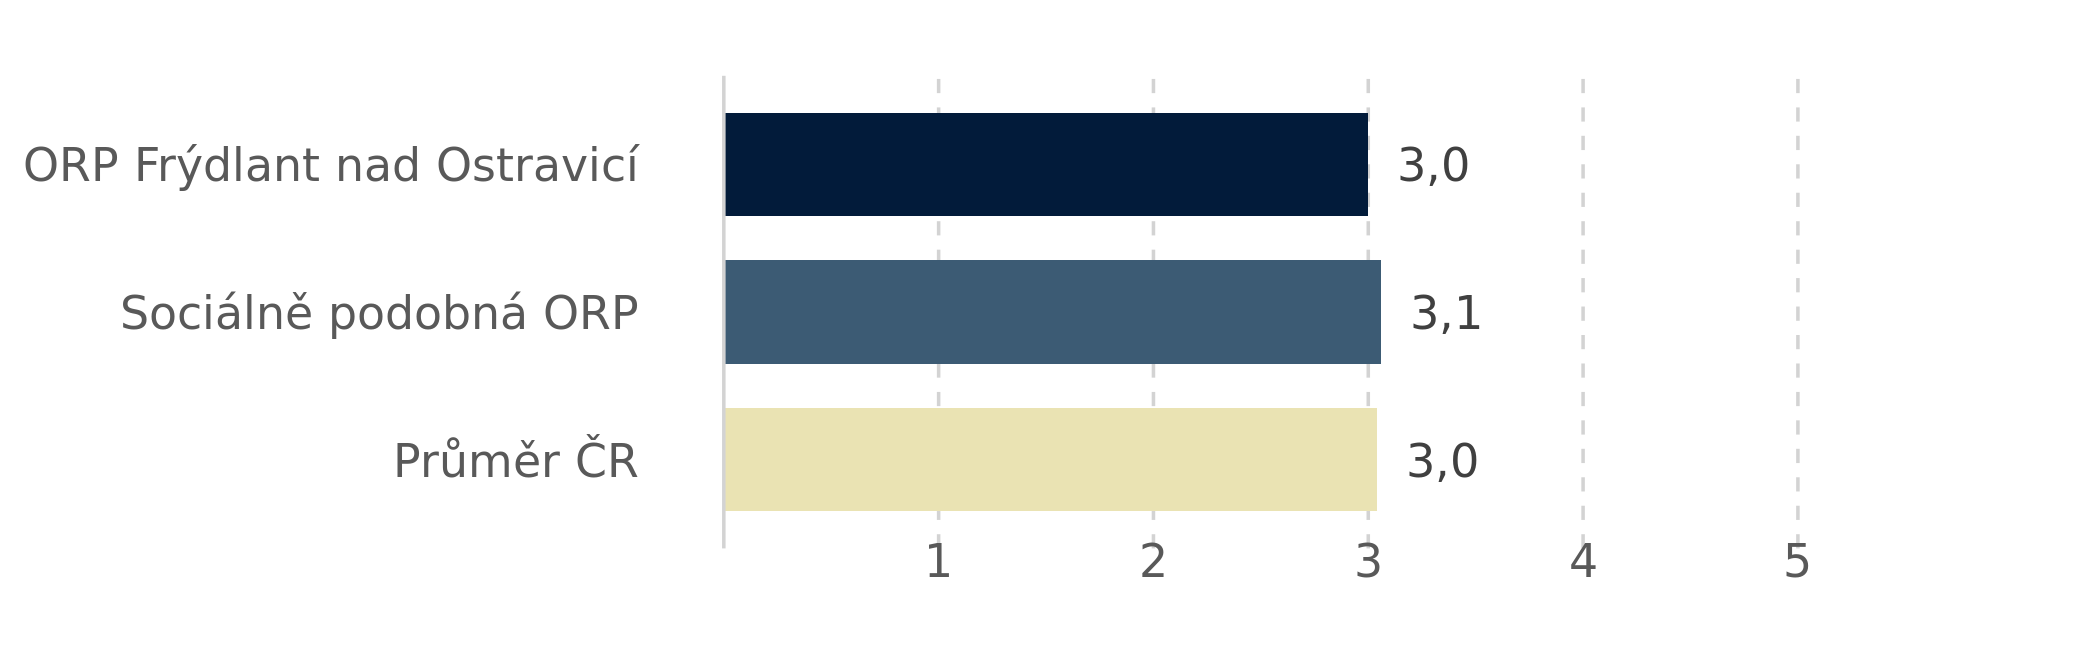 ORP Frýdlant nad Ostravicí 3,0
Sociálně podobná ORP 3,1
Průměr ČR 3,0
1 2 3 4 5